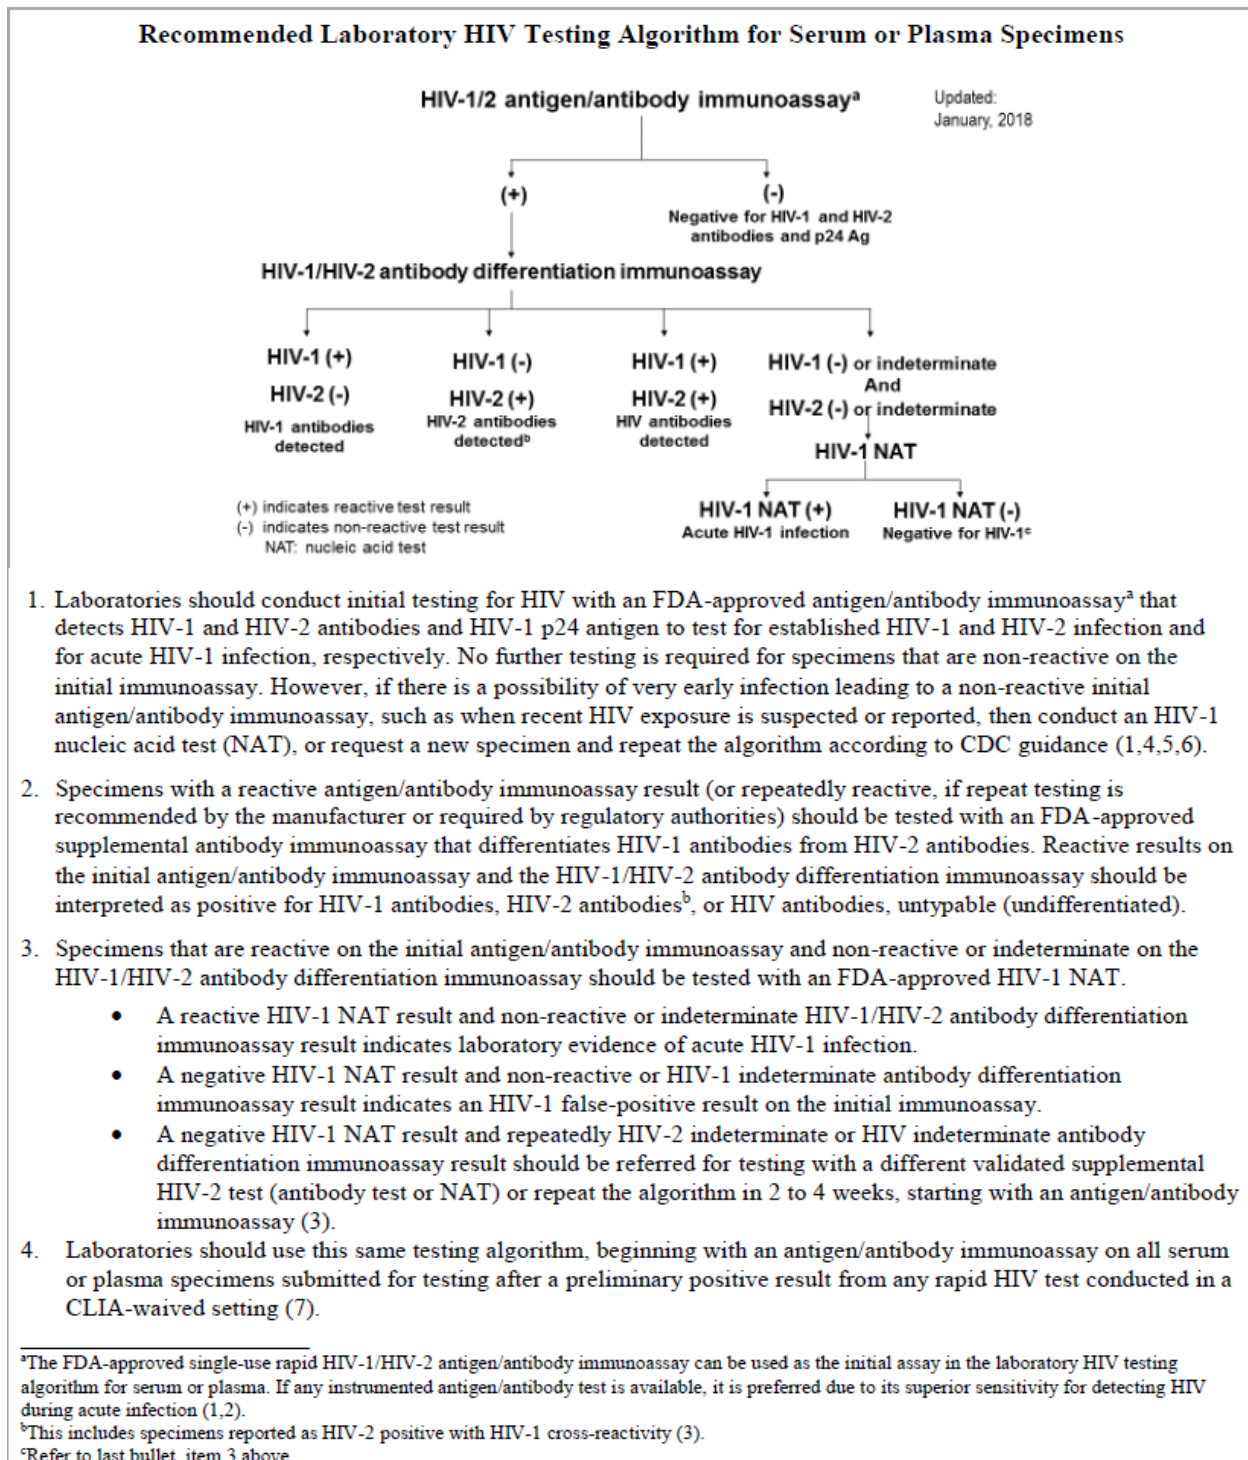 Recommended Laboratory HIV Testing Algorithm for Serum or Plasma Specimens
HIV-1/2 antigen/antibody immunoassayᵃ
Updated:
January, 2018
(+)
(-)
Negative for HIV-1 and HIV-2
antibodies and p24 Ag
HIV-1/HIV-2 antibody differentiation immunoassay
HIV-1 (+)
HIV-2 (-)
HIV-1 antibodies
detected
HIV-1 (-)
HIV-2 (+)
HIV-2 antibodies
detectedᵇ
HIV-1 (+)
HIV-2 (+)
HIV antibodies
detected
HIV-1 (-) or indeterminate
And
HIV-2 (-) or indeterminate
HIV-1 NAT
HIV-1 NAT (+)
Acute HIV-1 infection
HIV-1 NAT (-)
Negative for HIV-1ᶜ
(+) indicates reactive test result
(-) indicates non-reactive test result
NAT: nucleic acid test
1. Laboratories should conduct initial testing for HIV with an FDA-approved antigen/antibody immunoassayᵃ that
detects HIV-1 and HIV-2 antibodies and HIV-1 p24 antigen to test for established HIV-1 and HIV-2 infection and
for acute HIV-1 infection, respectively. No further testing is required for specimens that are non-reactive on the
initial immunoassay. However, if there is a possibility of very early infection leading to a non-reactive initial
antigen/antibody immunoassay, such as when recent HIV exposure is suspected or reported, then conduct an HIV-1
nucleic acid test (NAT), or request a new specimen and repeat the algorithm according to CDC guidance (1,4,5,6).
2. Specimens with a reactive antigen/antibody immunoassay result (or repeatedly reactive, if repeat testing is
recommended by the manufacturer or required by regulatory authorities) should be tested with an FDA-approved
supplemental antibody immunoassay that differentiates HIV-1 antibodies from HIV-2 antibodies. Reactive results on
the initial antigen/antibody immunoassay and the HIV-1/HIV-2 antibody differentiation immunoassay should be
interpreted as positive for HIV-1 antibodies, HIV-2 antibodiesᵇ, or HIV antibodies, untypable (undifferentiated).
3. Specimens that are reactive on the initial antigen/antibody immunoassay and non-reactive or indeterminate on the
HIV-1/HIV-2 antibody differentiation immunoassay should be tested with an FDA-approved HIV-1 NAT.
• A reactive HIV-1 NAT result and non-reactive or indeterminate HIV-1/HIV-2 antibody differentiation
immunoassay result indicates laboratory evidence of acute HIV-1 infection.
• A negative HIV-1 NAT result and non-reactive or HIV-1 indeterminate antibody differentiation
immunoassay result indicates an HIV-1 false-positive result on the initial immunoassay.
• A negative HIV-1 NAT result and repeatedly HIV-2 indeterminate or HIV indeterminate antibody
differentiation immunoassay result should be referred for testing with a different validated supplemental
HIV-2 test (antibody test or NAT) or repeat the algorithm in 2 to 4 weeks, starting with an antigen/antibody
immunoassay (3).
4. Laboratories should use this same testing algorithm, beginning with an antigen/antibody immunoassay on all serum
or plasma specimens submitted for testing after a preliminary positive result from any rapid HIV test conducted in a
CLIA-waived setting (7).
ᵃThe FDA-approved single-use rapid HIV-1/HIV-2 antigen/antibody immunoassay can be used as the initial assay in the laboratory HIV testing
algorithm for serum or plasma. If any instrumented antigen/antibody test is available, it is preferred due to its superior sensitivity for detecting HIV
during acute infection (1,2).
ᵇThis includes specimens reported as HIV-2 positive with HIV-1 cross-reactivity (3).
ᶜRefer to last bullet, item 3 above